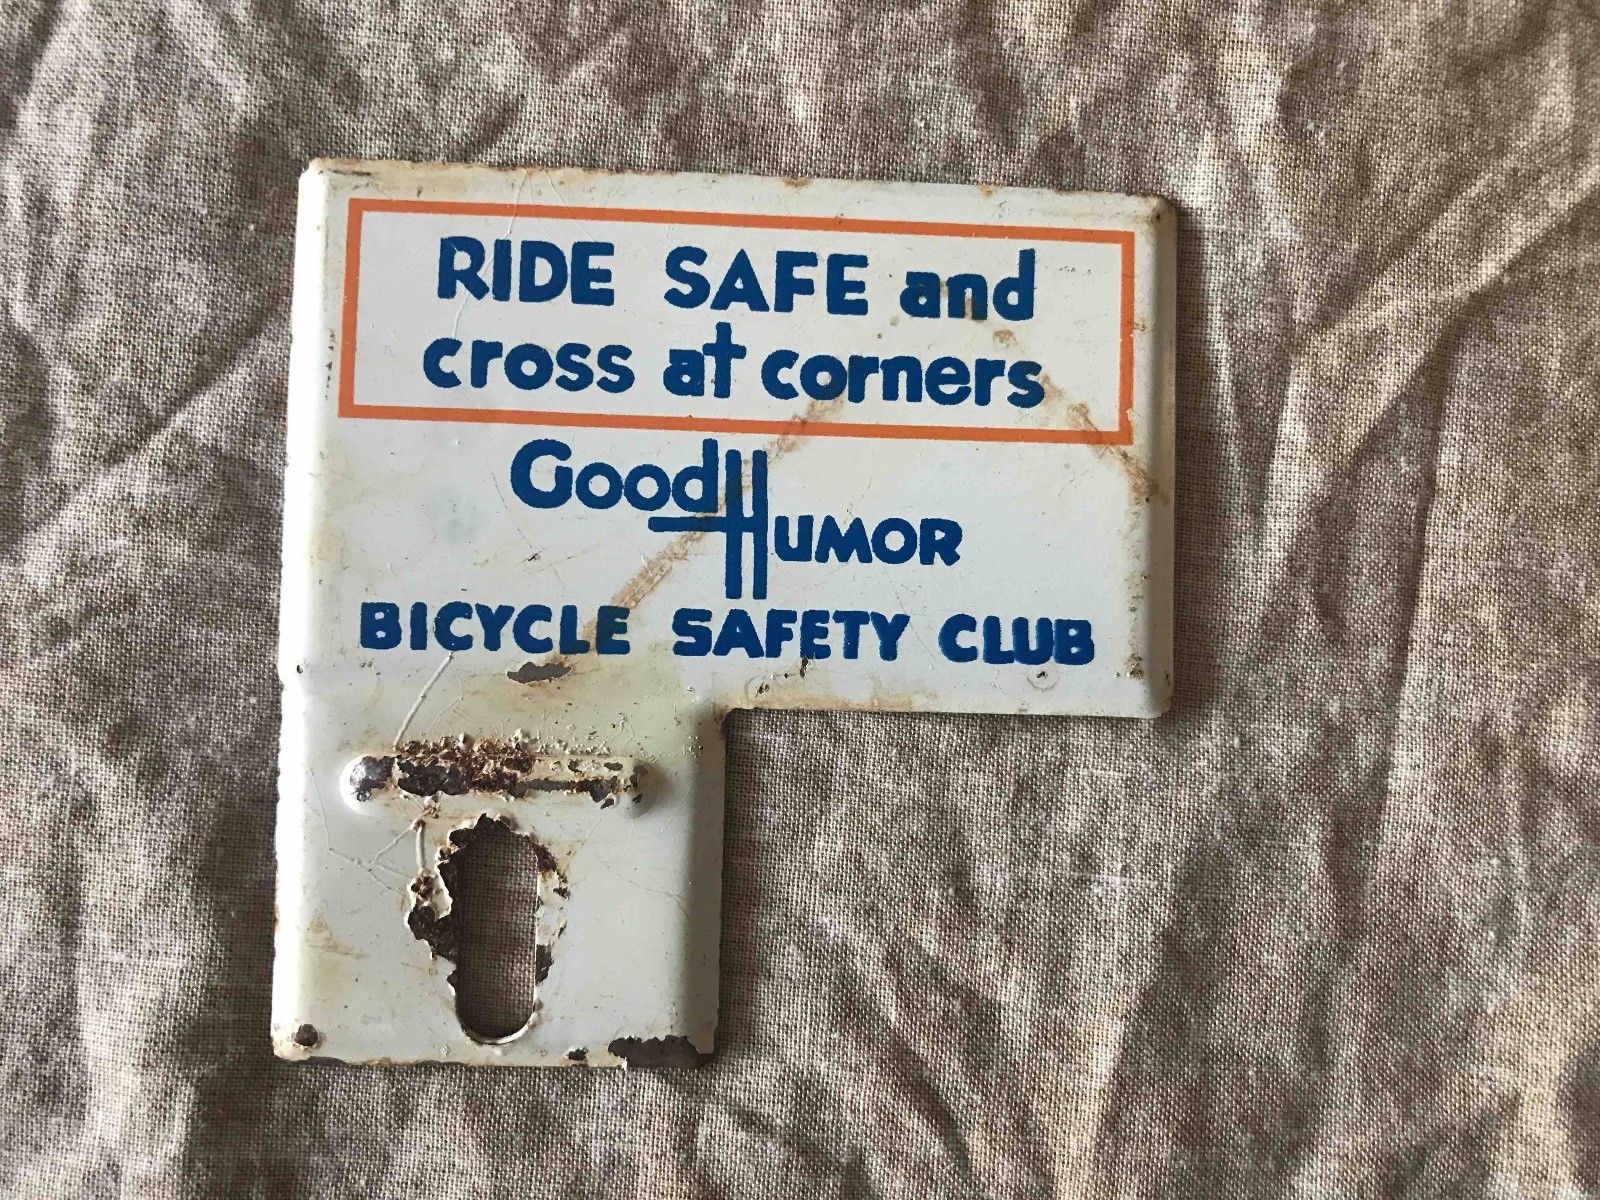 RIDE SAFE and
cross at corners
Good HUMOR
BICYCLE SAFETY CLUB